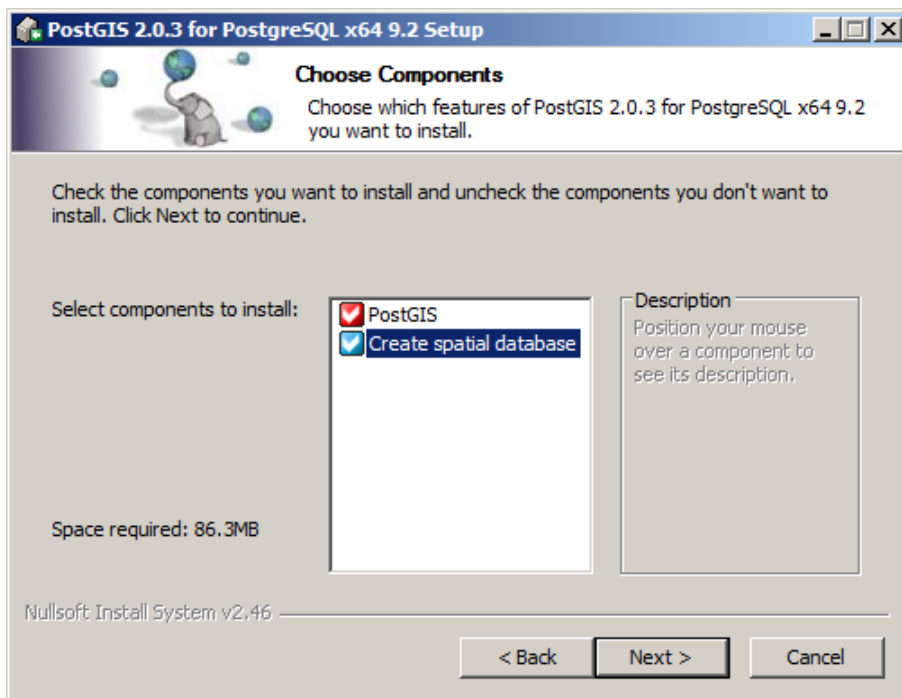 PostGIS 2.0.3 for PostgreSQL x64 9.2 Setup
Choose Components
Choose which features of PostGIS 2.0.3 for PostgreSQL x64 9.2
you want to install.
Check the components you want to install and uncheck the components you don't want to
install. Click Next to continue.
Select components to install:
PostGIS
Create spatial database
Description
Position your mouse
over a component to
see its description.
Space required: 86.3MB
Nullsoft Install System v2.46
< Back
Next >
Cancel